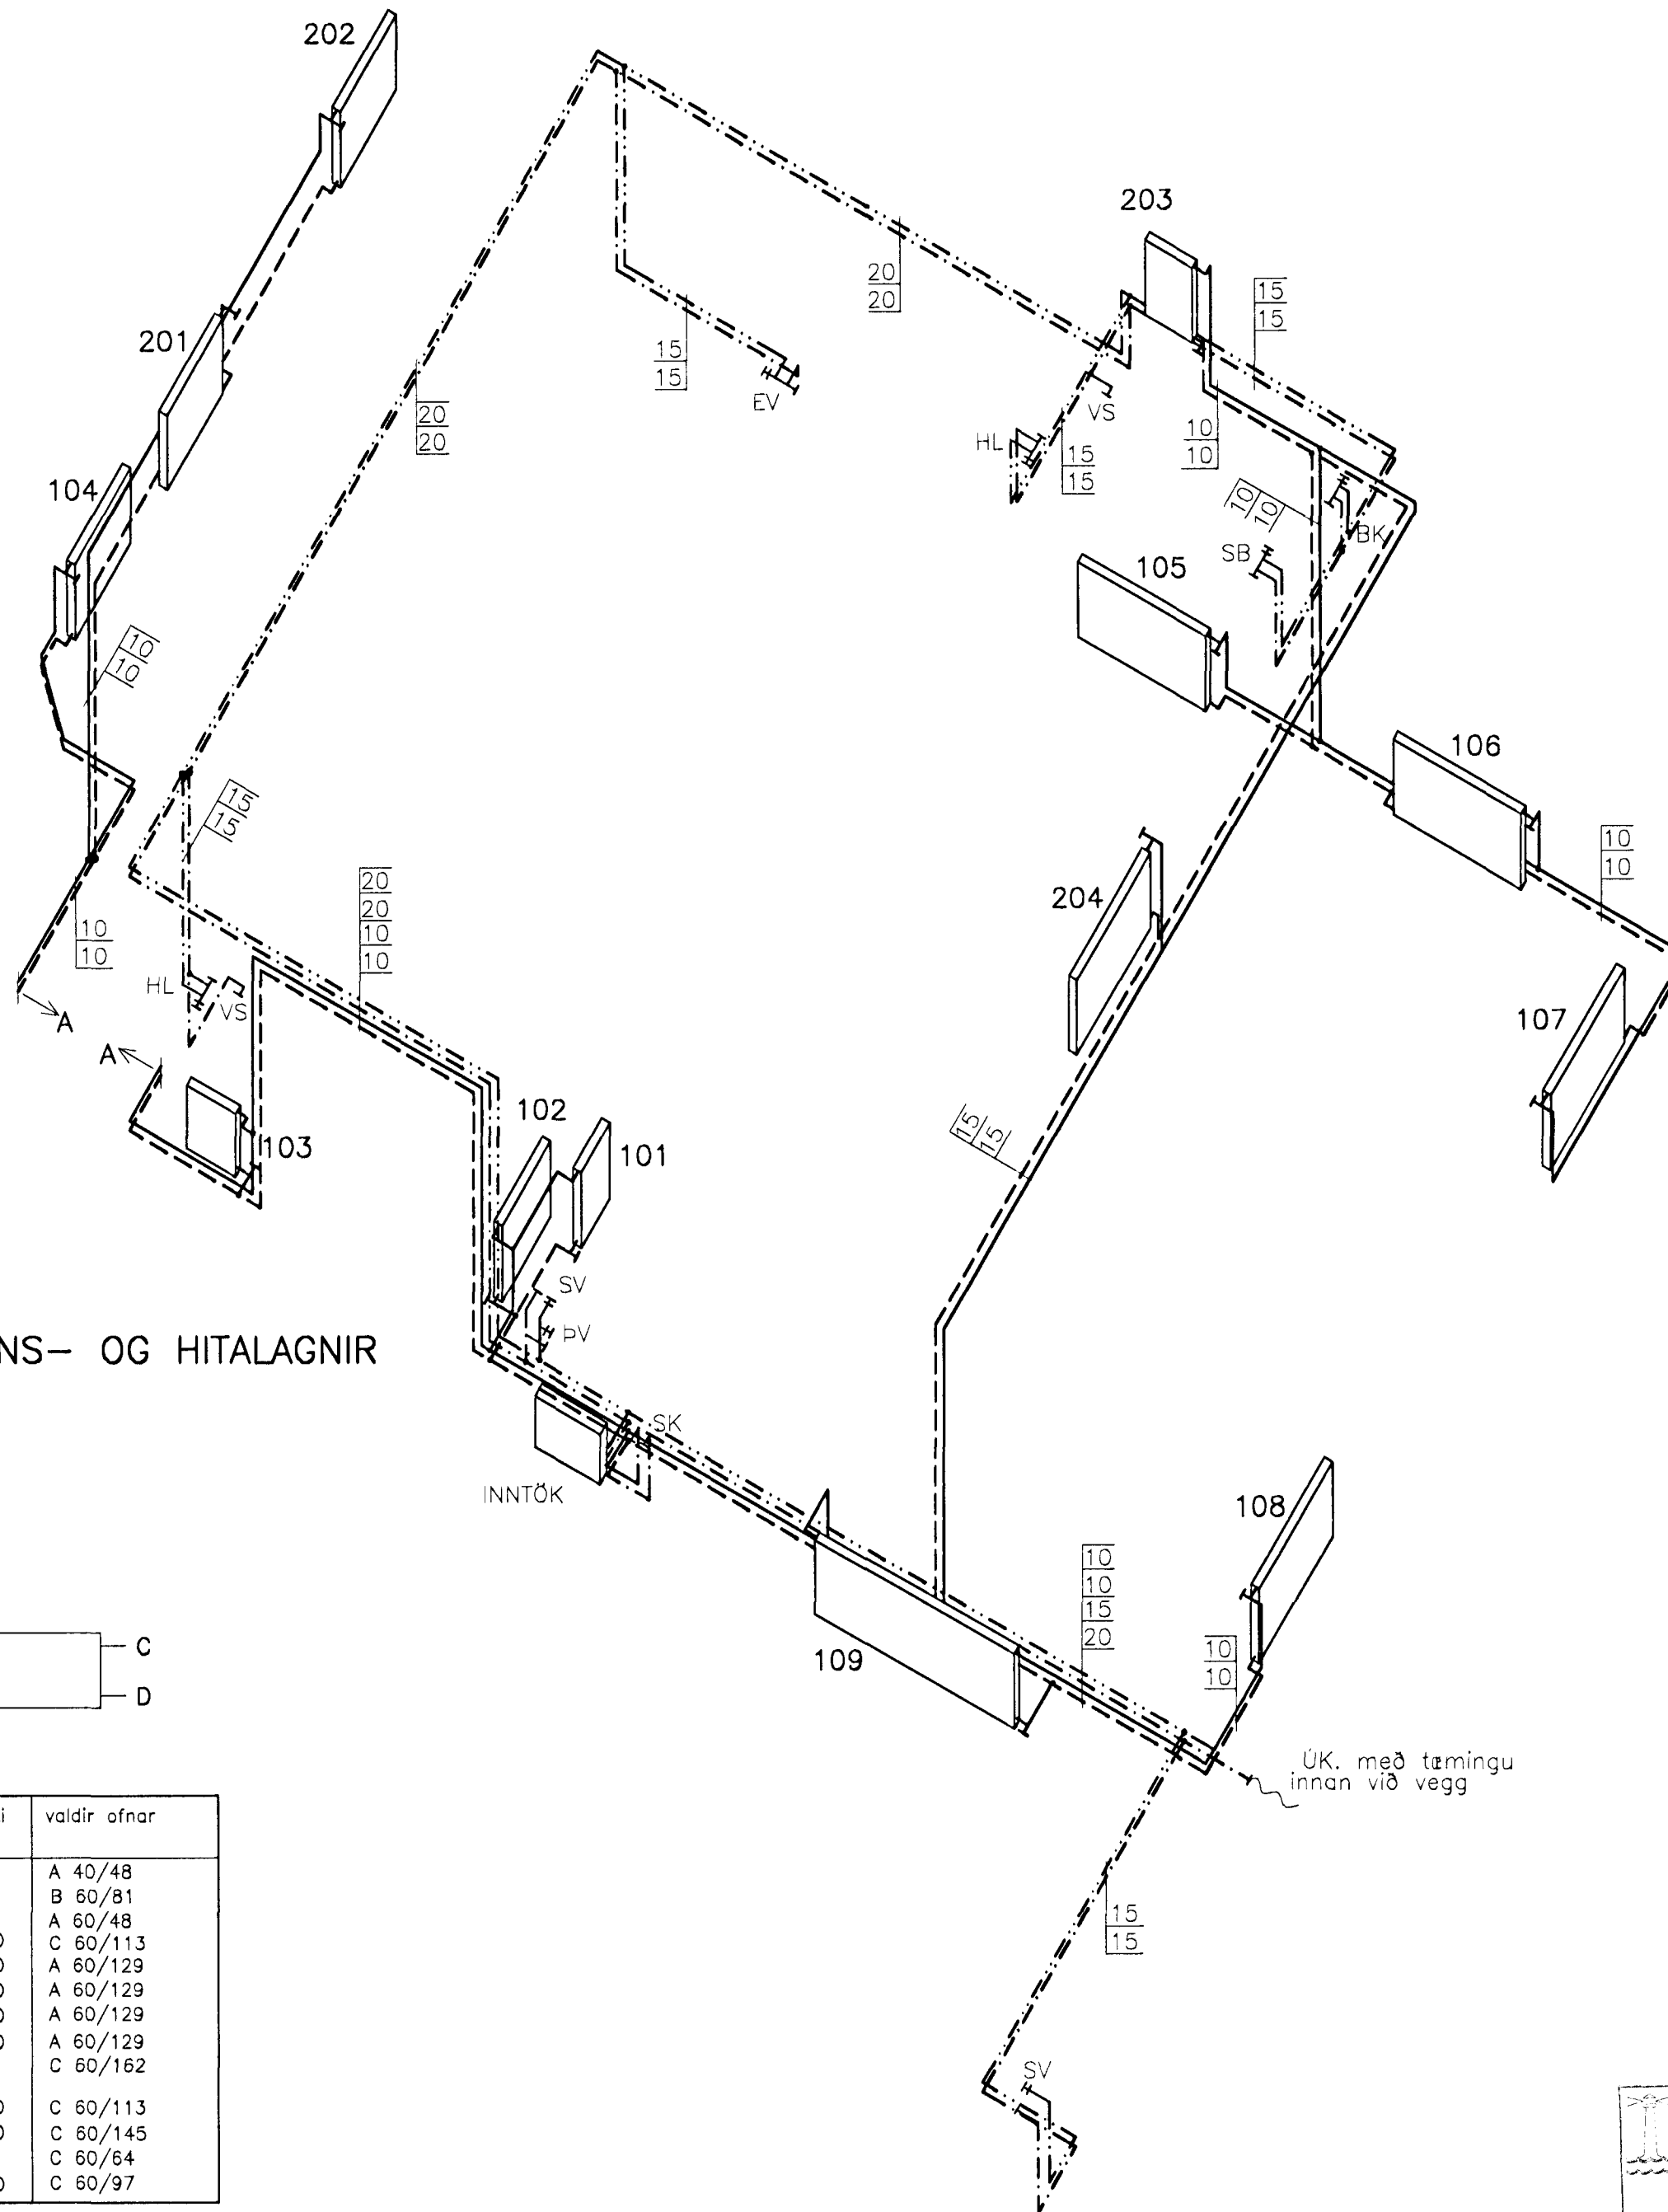 202
203
20
20
15
15
201
15
15
EV
20
20
VS
HL
10
10
15
15
104
10
10
BK
SB
105
10
10
106
15
15
10
10
20
20
10
10
204
10
10
HL
VS
A
107
A
102
103
101
15
15
SV
ÞV
NS- OG HITALAGNIR
SK
INNTÖK
108
10
10
15
20
109
10
10
C
D
ÚK. með tæmingu
innan við vegg
valdir ofnar
A 40/48
B 60/81
A 60/48
C 60/113
A 60/129
A 60/129
A 60/129
A 60/129
C 60/162
C 60/113
C 60/145
C 60/64
C 60/97
15
15
SV